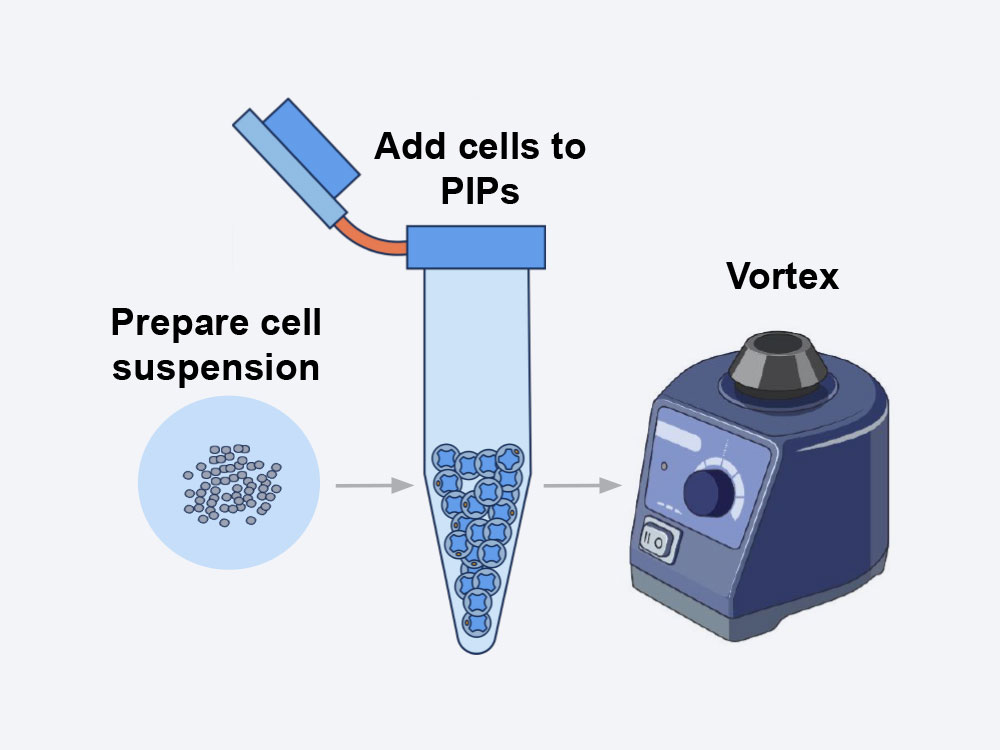 Prepare cell
suspension
Add cells to
PIPs
Vortex